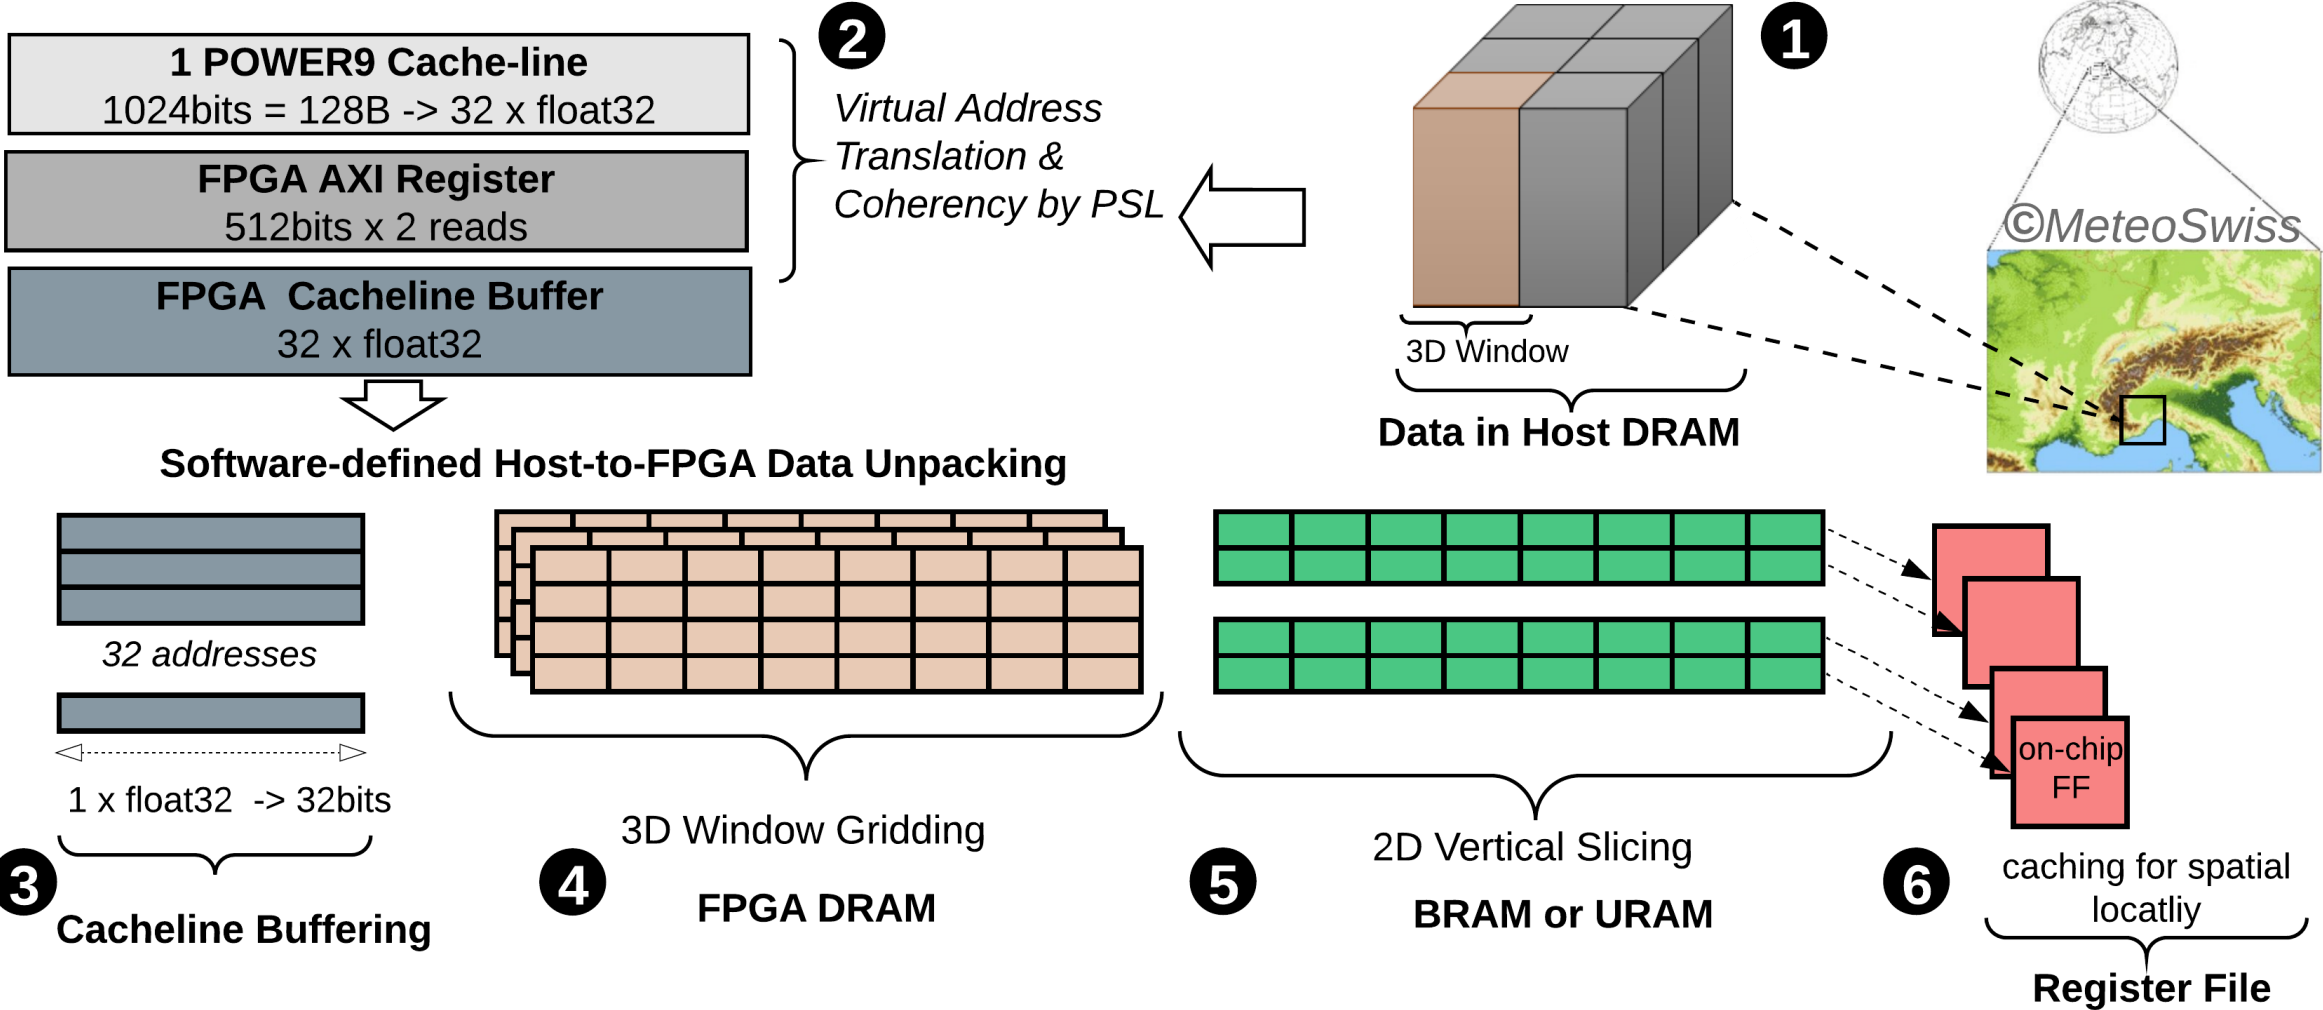 1 POWER9 Cache-line
1024bits = 128B -> 32 x float32
FPGA AXI Register
512bits x 2 reads
FPGA  Cacheline Buffer
32 x float32
2
Virtual Address
Translation &
Coherency by PSL
1
3D Window
Data in Host DRAM
©MeteoSwiss
Software-defined Host-to-FPGA Data Unpacking
32 addresses
1 x float32  -> 32bits
3
Cacheline Buffering
3D Window Gridding
4
FPGA DRAM
2D Vertical Slicing
5
BRAM or URAM
on-chip
FF
6
caching for spatial
locatliy
Register File